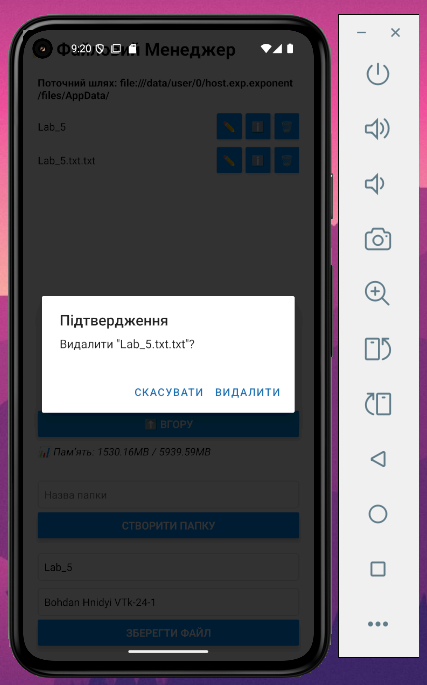 9:20
Файловий Менеджер
Поточний шлях: file:///data/user/0/host.exp.exponent
/files/AppData/
Lab_5
Lab_5.txt.txt
Підтвердження
Видалити "Lab_5.txt.txt"?
СКАСУВАТИ ВИДАЛИТИ
ВГОРУ
Пам'ять: 1530.16MB / 5939.59MB
Назва папки
СТВОРИТИ ПАПКУ
Lab_5
Bohdan Hnidyi VTk-24-1
ЗБЕРЕГТИ ФАЙЛ